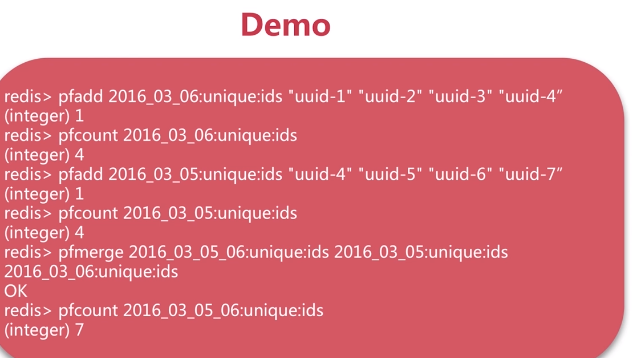 Demo
redis> pfadd 2016_03_06:unique:ids "uuid-1" "uuid-2" "uuid-3" "uuid-4”
(integer) 1
redis> pfcount 2016_03_06:unique:ids
(integer) 4
redis> pfadd 2016_03_05:unique:ids "uuid-4" "uuid-5" "uuid-6" "uuid-7”
(integer) 1
redis> pfcount 2016_03_05:unique:ids
(integer) 4
redis> pfmerge 2016_03_05_06:unique:ids 2016_03_05:unique:ids
2016_03_06:unique:ids
OK
redis> pfcount 2016_03_05_06:unique:ids
(integer) 7